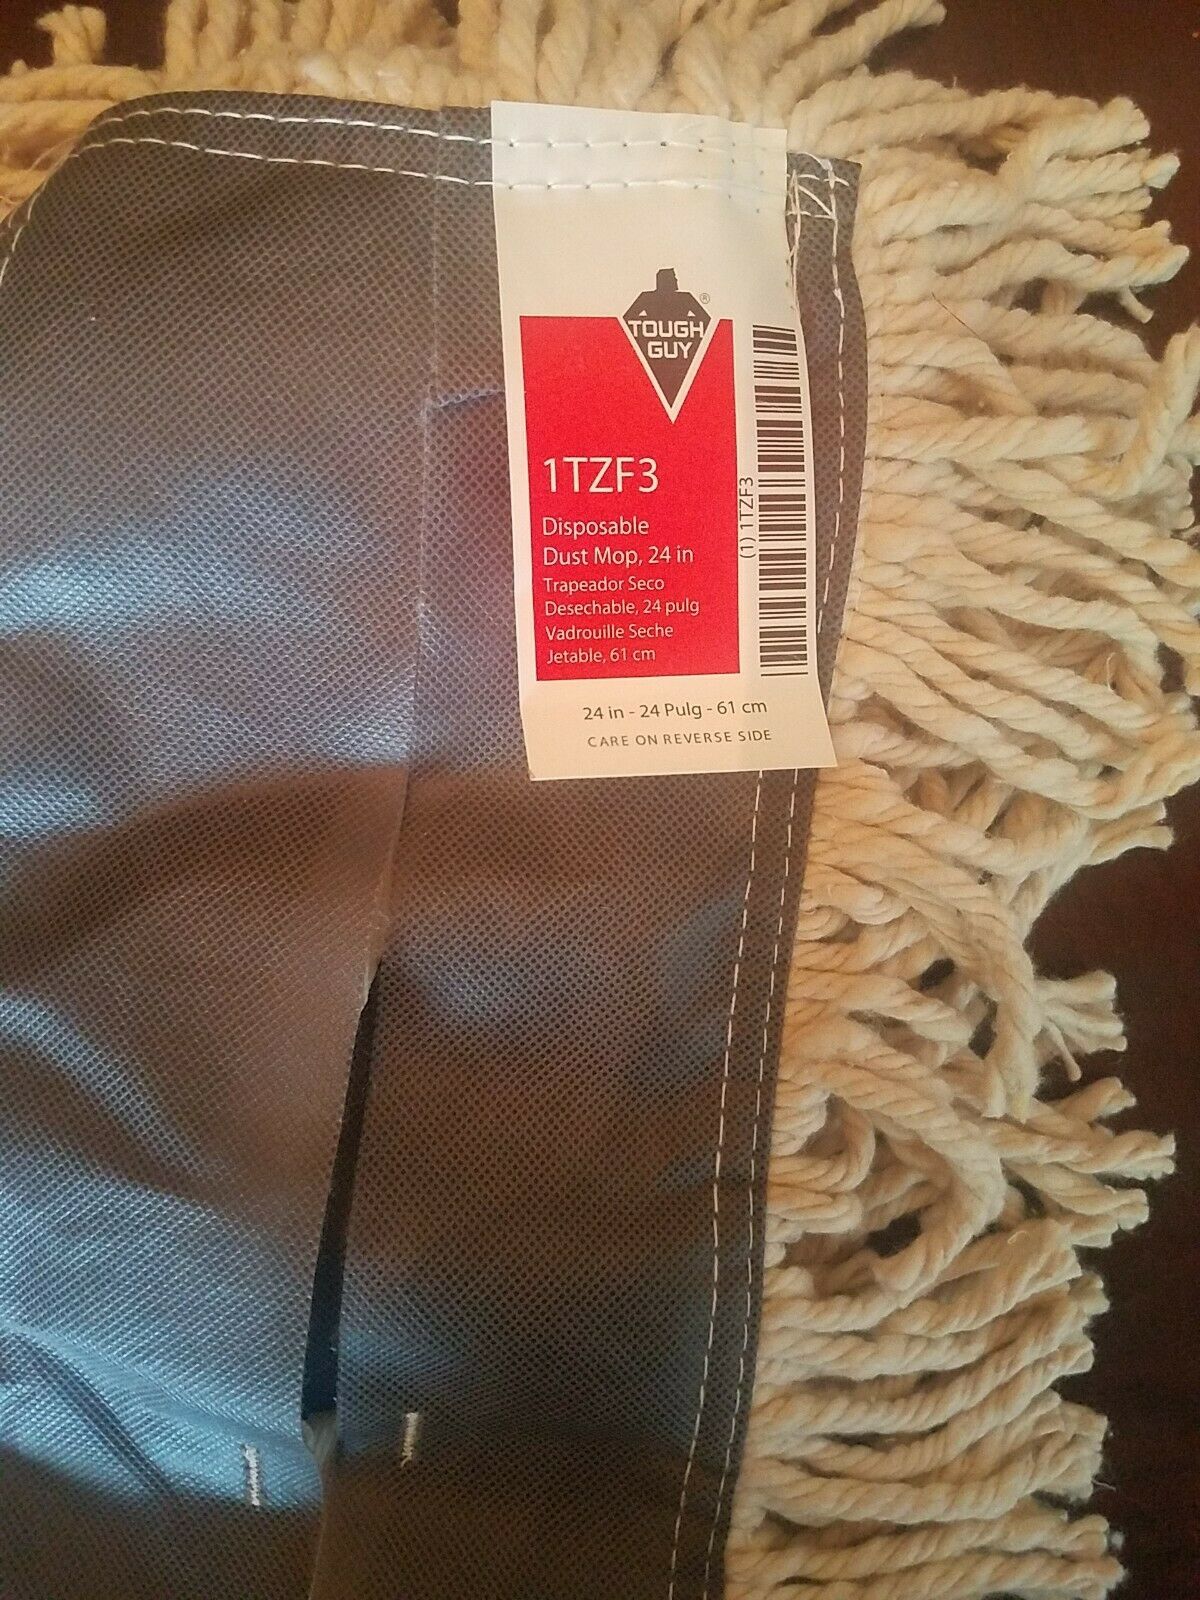 TOUGH
GUY
®
1TZF3
Disposable
Dust Mop, 24 in
Trapeador Seco
Desechable, 24 pulg
Vadrouille Seche
Jetable, 61 cm
(1) 1TZF3
24 in - 24 Pulg - 61 cm
CARE ON REVERSE SIDE